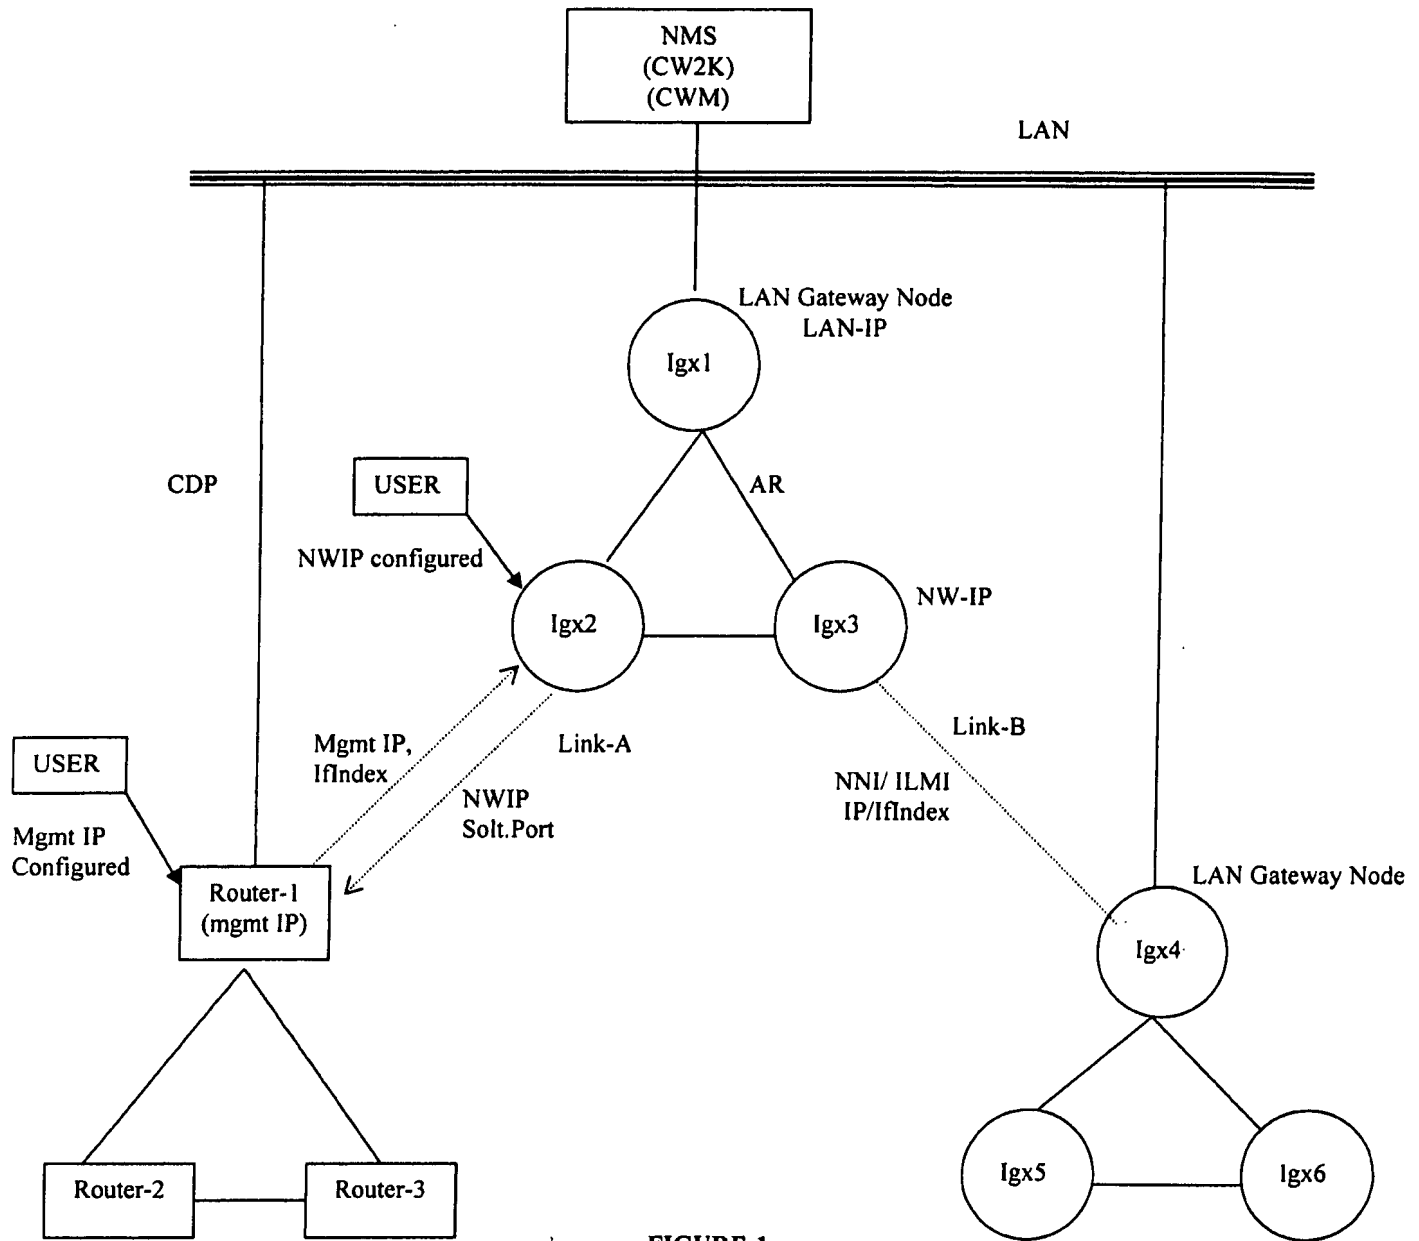 NMS
(CW2K)
(CWM)
LAN
LAN Gateway Node
LAN-IP
Igx1
CDP
USER
AR
NWIP configured
Igx2
Igx3
NW-IP
Mgmt IP,
IfIndex
Link-A
Link-B
USER
NWIP
Solt.Port
NNI/ ILMI
IP/IfIndex
Mgmt IP
Configured
Router-1
(mgmt IP)
LAN Gateway Node
Igx4
Router-2
Router-3
Igx5
Igx6
FIGURE 1